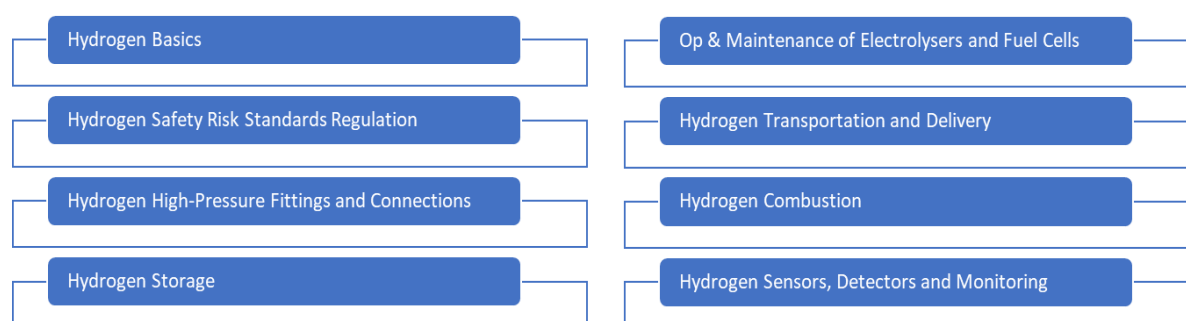 Hydrogen Basics
Hydrogen Safety Risk Standards Regulation
Hydrogen High-Pressure Fittings and Connections
Hydrogen Storage
Op & Maintenance of Electrolysers and Fuel Cells
Hydrogen Transportation and Delivery
Hydrogen Combustion
Hydrogen Sensors, Detectors and Monitoring